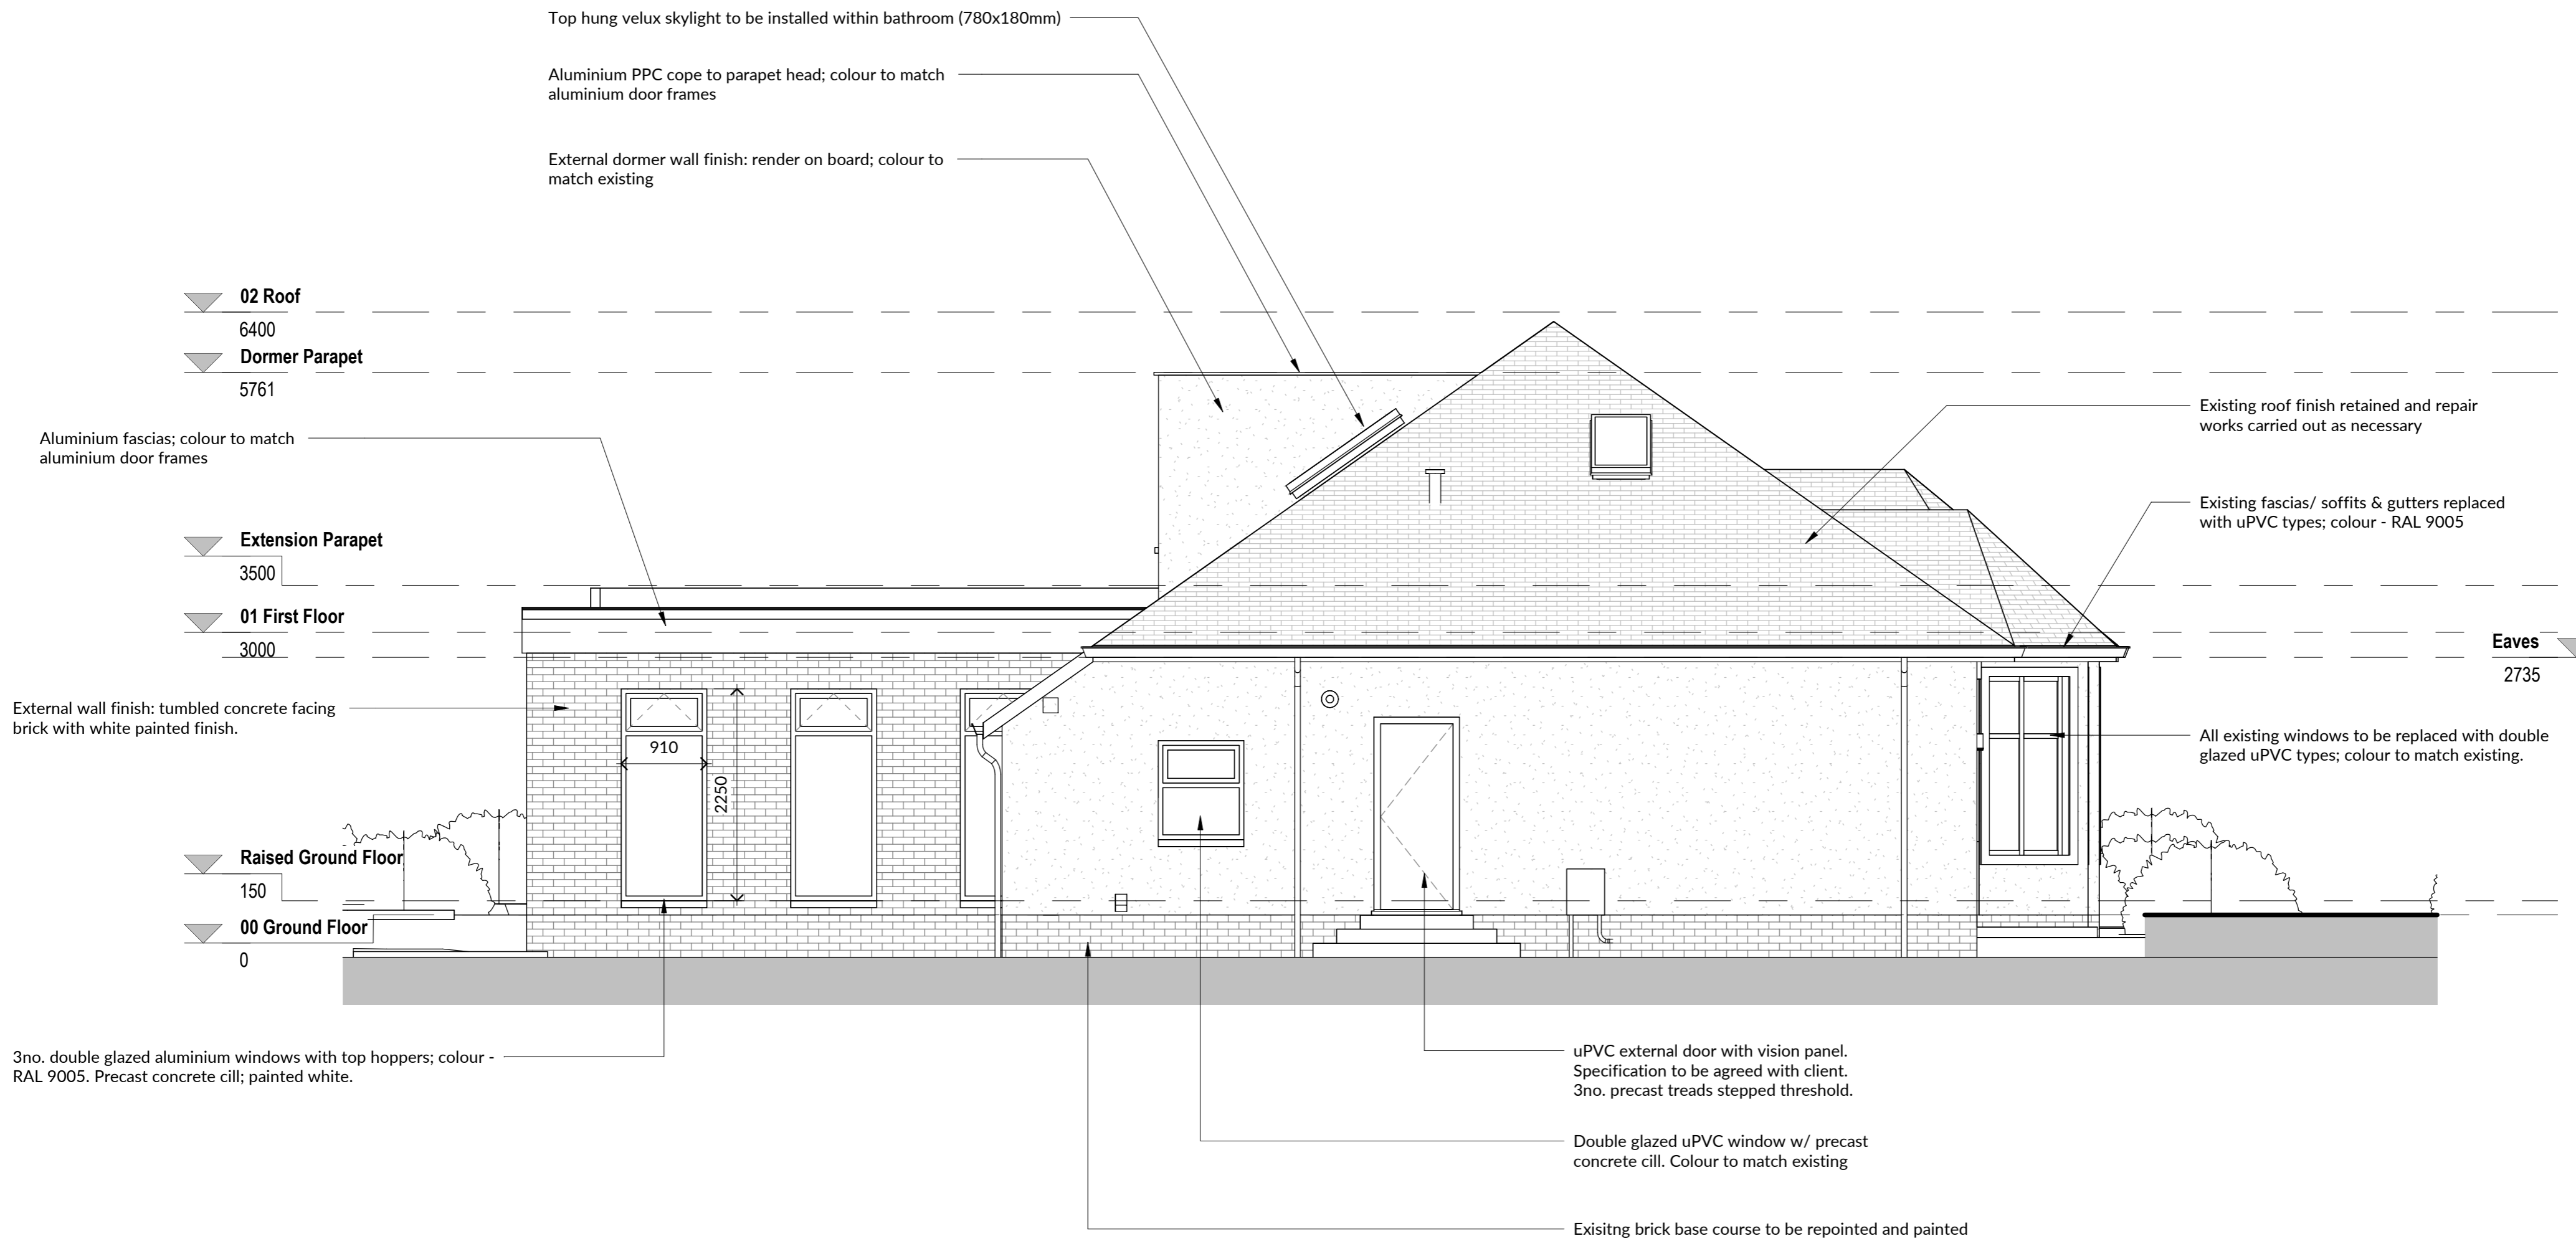 Top hung velux skylight to be installed within bathroom (780x180mm)
Aluminium PPC cope to parapet head; colour to match
aluminium door frames
External dormer wall finish: render on board; colour to
match existing
02 Roof
6400
Dormer Parapet
5761
Aluminium fascias; colour to match
aluminium door frames
Existing roof finish retained and repair
works carried out as necessary
Existing fascias/ soffits & gutters replaced
with uPVC types; colour - RAL 9005
Extension Parapet
3500
01 First Floor
3000
Eaves
2735
External wall finish: tumbled concrete facing
brick with white painted finish.
910
2250
All existing windows to be replaced with double
glazed uPVC types; colour to match existing.
Raised Ground Floor
150
00 Ground Floor
0
3no. double glazed aluminium windows with top hoppers; colour -
RAL 9005. Precast concrete cill; painted white.
uPVC external door with vision panel.
Specification to be agreed with client.
3no. precast treads stepped threshold.
Double glazed uPVC window w/ precast
concrete cill. Colour to match existing
Exisitng brick base course to be repointed and painted